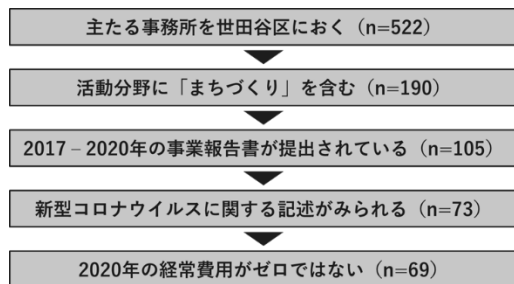 主たる事務所を世田谷区におく（n=522）
活動分野に「まちづくり」を含む（n=190）
2017 – 2020年の事業報告書が提出されている（n=105）
新型コロナウイルスに関する記述がみられる（n=73）
2020年の経常費用がゼロではない（n=69）